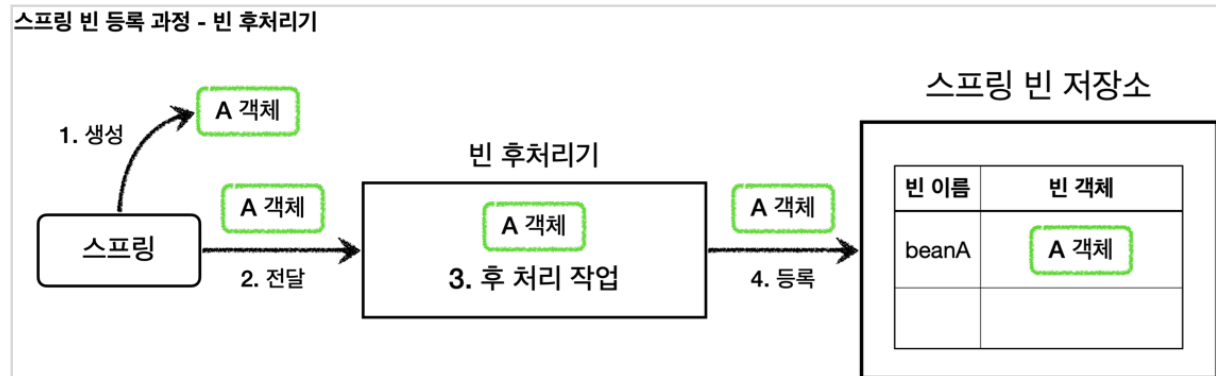 스프링 빈 등록 과정 - 빈 후처리기
스프링 빈 저장소
A 객체
1. 생성
빈 후처리기
빈 이름
빈 객체
A 객체
A 객체
A 객체
스프링
beanA
A 객체
2. 전달
3. 후 처리 작업
4. 등록